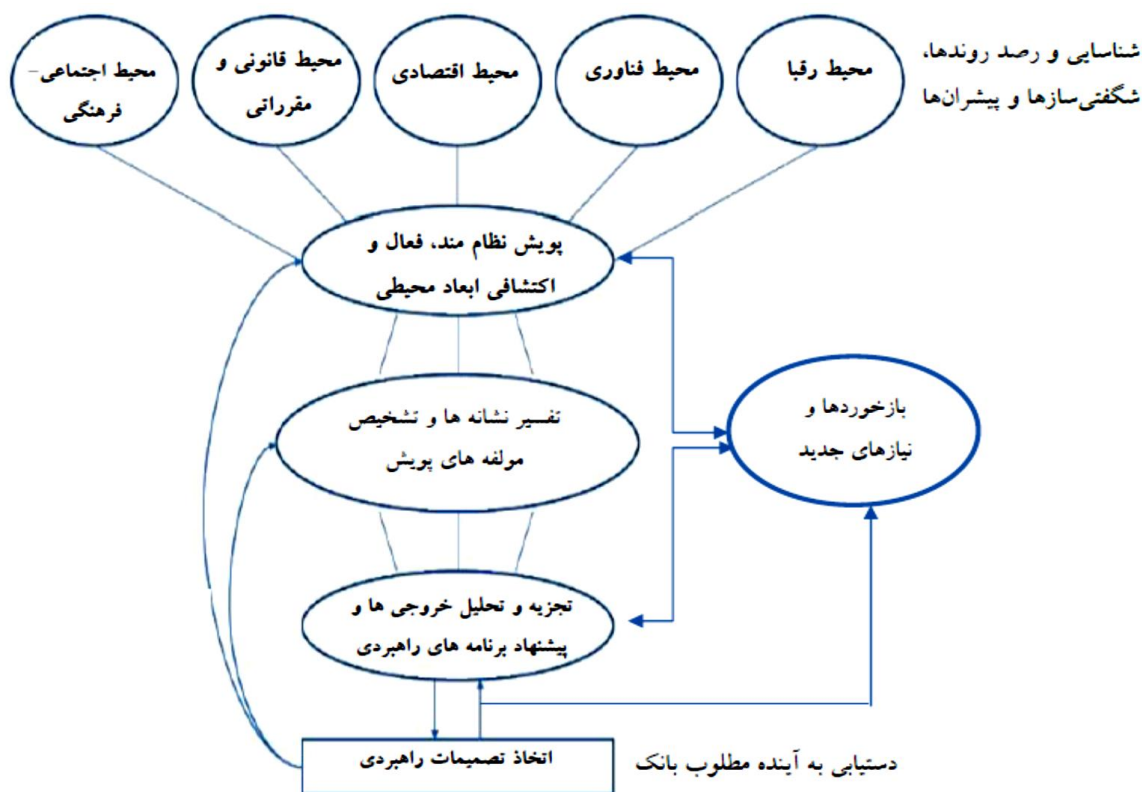 شناسایی و رصد روندها،
شگفتی‌سازها و پیشران‌ها
محیط رقبا
محیط فناوری
محیط اقتصادی
محیط قانونی و
مقرراتی
محیط اجتماعی-
فرهنگی
پویش نظام مند، فعال و
اکتشافی ابعاد محیطی
تفسیر نشانه ها و تشخیص
مولفه های پویش
بازخوردها و
نیازهای جدید
تجزیه و تحلیل خروجی ها و
پیشنهاد برنامه های راهبردی
اتخاذ تصمیمات راهبردی
دستیابی به آینده مطلوب بانک